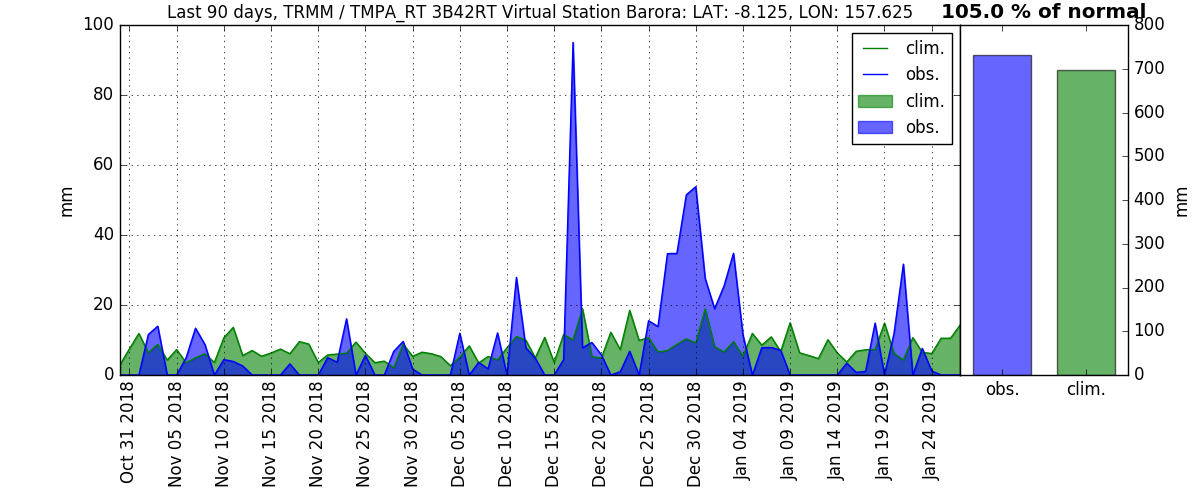 Last 90 days, TRMM / TMPA_RT 3B42RT Virtual Station Barora: LAT: -8.125, LON: 157.625
105.0 % of normal
100
80
60
40
20
0
mm
clim.
obs.
clim.
obs.
800
700
600
500
400
300
200
100
0
mm
obs.
clim.
Oct 31 2018
Nov 05 2018
Nov 10 2018
Nov 15 2018
Nov 20 2018
Nov 25 2018
Nov 30 2018
Dec 05 2018
Dec 10 2018
Dec 15 2018
Dec 20 2018
Dec 25 2018
Dec 30 2018
Jan 04 2019
Jan 09 2019
Jan 14 2019
Jan 19 2019
Jan 24 2019